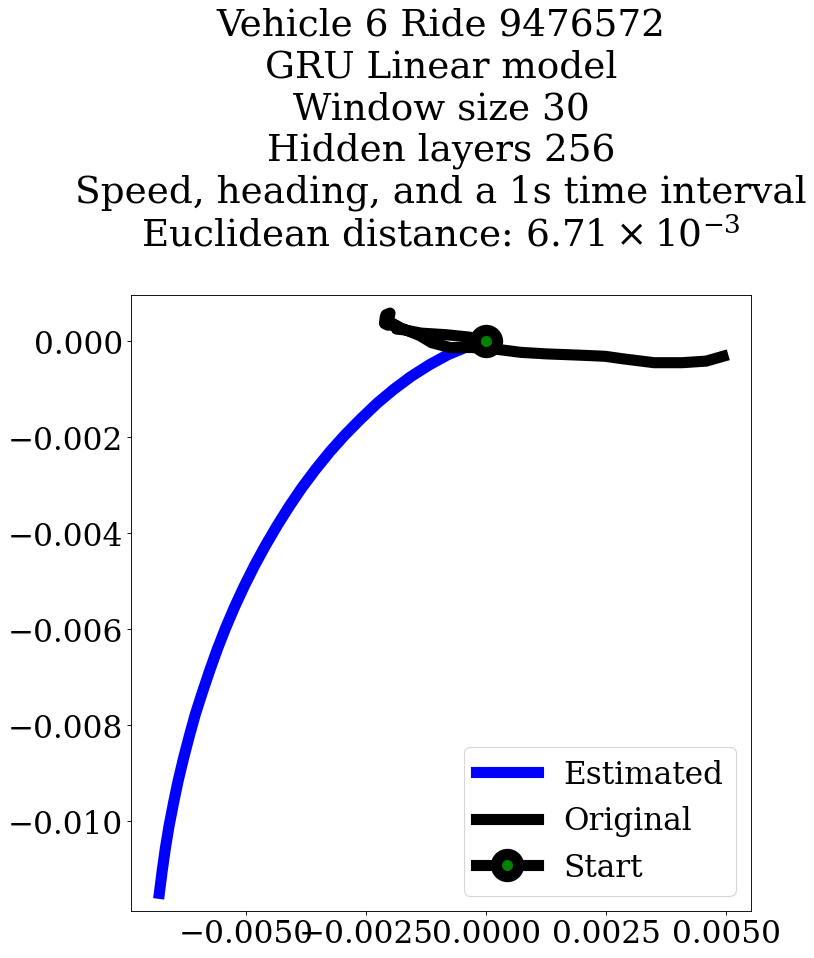 Vehicle 6 Ride 9476572
GRU Linear model
Window size 30
Hidden layers 256
Speed, heading, and a 1s time interval
Euclidean distance: 6.71 × 10⁻³
0.000
−0.002
−0.004
−0.006
−0.008
−0.010
Estimated
Original
Start
−0.0050 −0.0025 0.0000 0.0025 0.0050